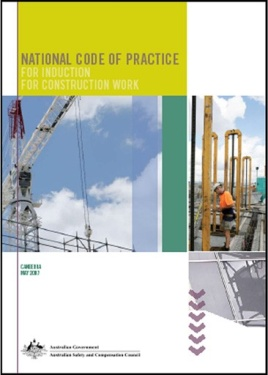 NATIONAL CODE OF PRACTICE
FOR INDUCTION
FOR CONSTRUCTION WORK
CANBERRA
MAY 2007
Australian Government
Australian Safety and Compensation Council